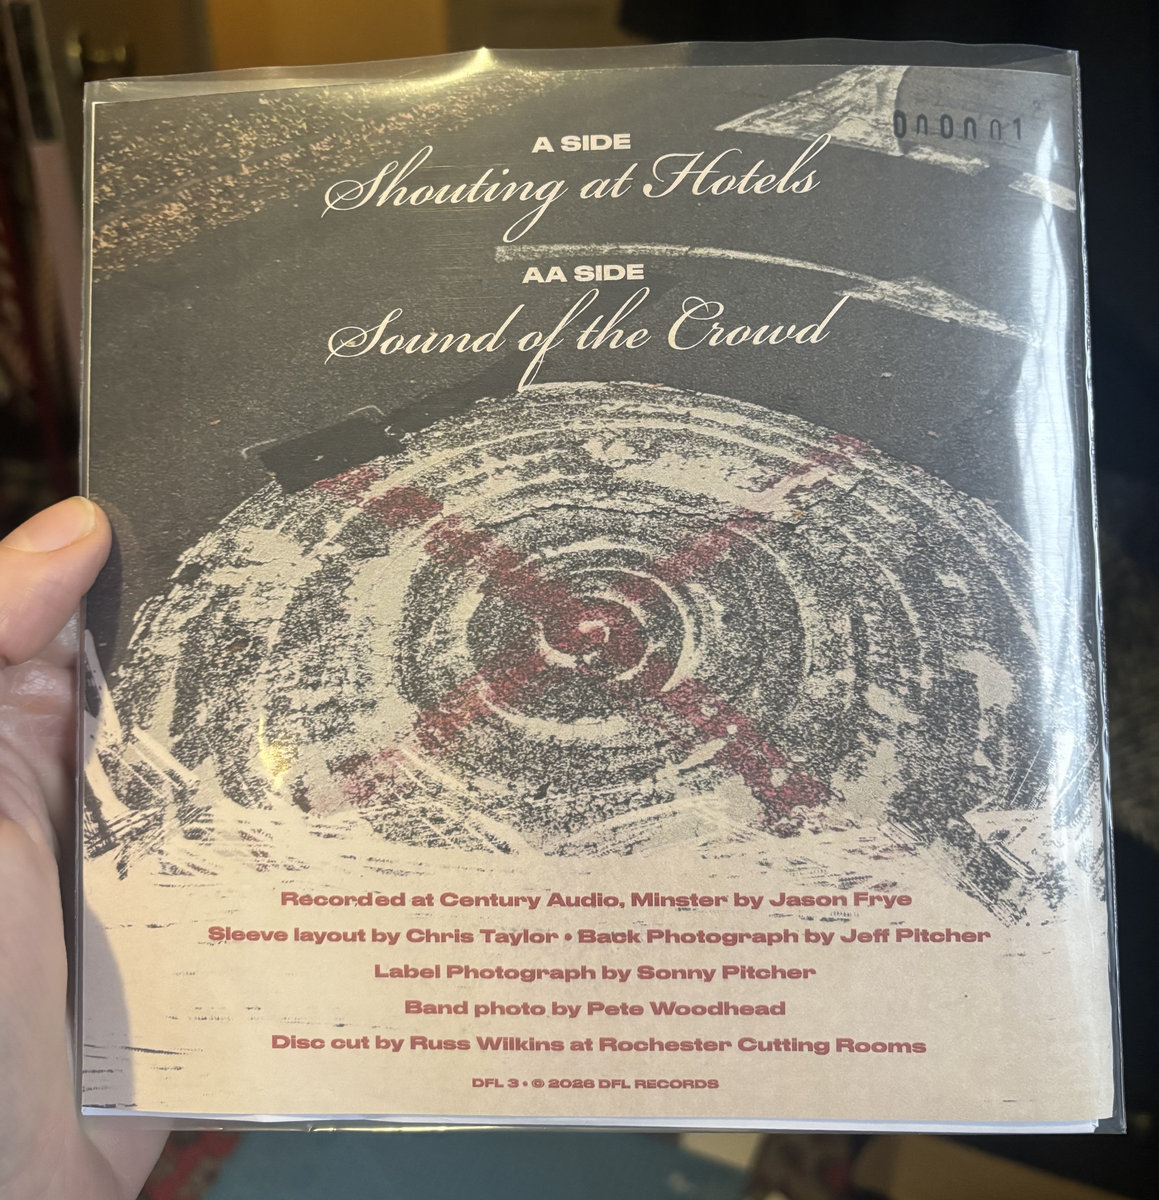 000001
A SIDE
Shouting at Hotels
AA SIDE
Sound of the Crowd
Recorded at Century Audio, Minster by Jason Frye
Sleeve layout by Chris Taylor • Back Photograph by Jeff Pitcher
Label Photograph by Sonny Pitcher
Band photo by Pete Woodhead
Disc cut by Russ Wilkins at Rochester Cutting Rooms
DFL 3 • © 2026 DFL RECORDS